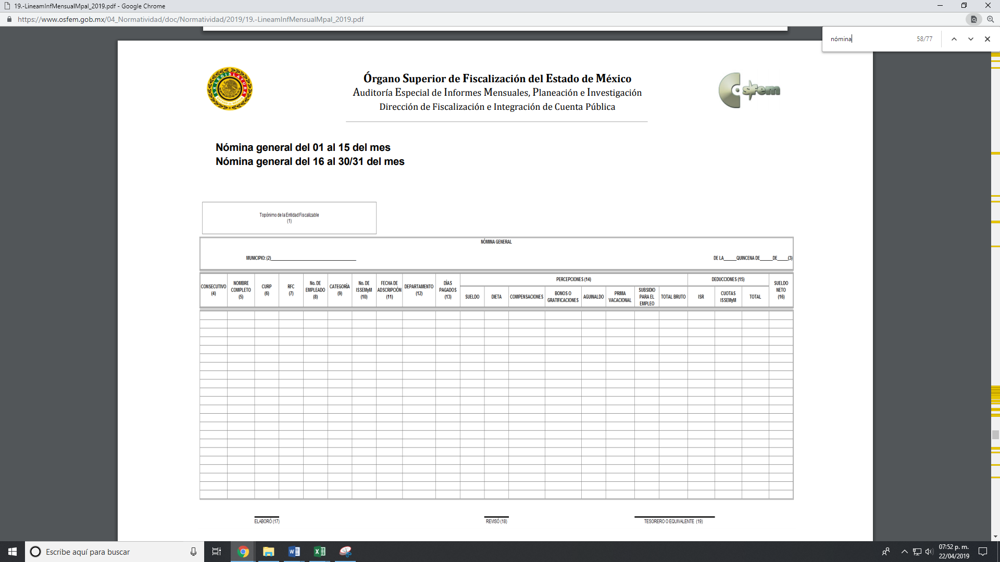 19.-LineamInfMensualMpal_2019.pdf - Google Chrome
https://www.osfem.gob.mx/04_Normatividad/doc/Normatividad/2019/19.-LineamInfMensualMpal_2019.pdf
nómina 58/77
LX LEGISLATURA
Órgano Superior de Fiscalización del Estado de México
Auditoría Especial de Informes Mensuales, Planeación e Investigación
Dirección de Fiscalización e Integración de Cuenta Pública
osfem
Nómina general del 01 al 15 del mes
Nómina general del 16 al 30/31 del mes
Topónimo de la Entidad Fiscalizable
(1)
NÓMINA GENERAL
MUNICIPIO: (2)__________ DE LA_____QUINCENA DE_____DE____(3)
PERCEPCIONES (14) DEDUCCIONES (15)
CONSECUTIVO (4)
NOMBRE COMPLETO (5)
CURP (6)
RFC (7)
No. DE EMPLEADO (8)
CATEGORÍA (9)
No. DE ISSEMyM (10)
FECHA DE ADSCRIPCIÓN (11)
DEPARTAMENTO (12)
DÍAS PAGADOS (13)
SUELDO
DIETA
COMPENSACIONES
BONOS O GRATIFICACIONES
AGUINALDO
PRIMA VACACIONAL
SUBSIDIO PARA EL EMPLEO
TOTAL BRUTO
ISR
CUOTAS ISSEMyM
TOTAL
SUELDO NETO (16)
ELABORÓ (17)
REVISÓ (18)
TESORERO O EQUIVALENTE (19)
Escribe aquí para buscar
07:52 p. m.
22/04/2019